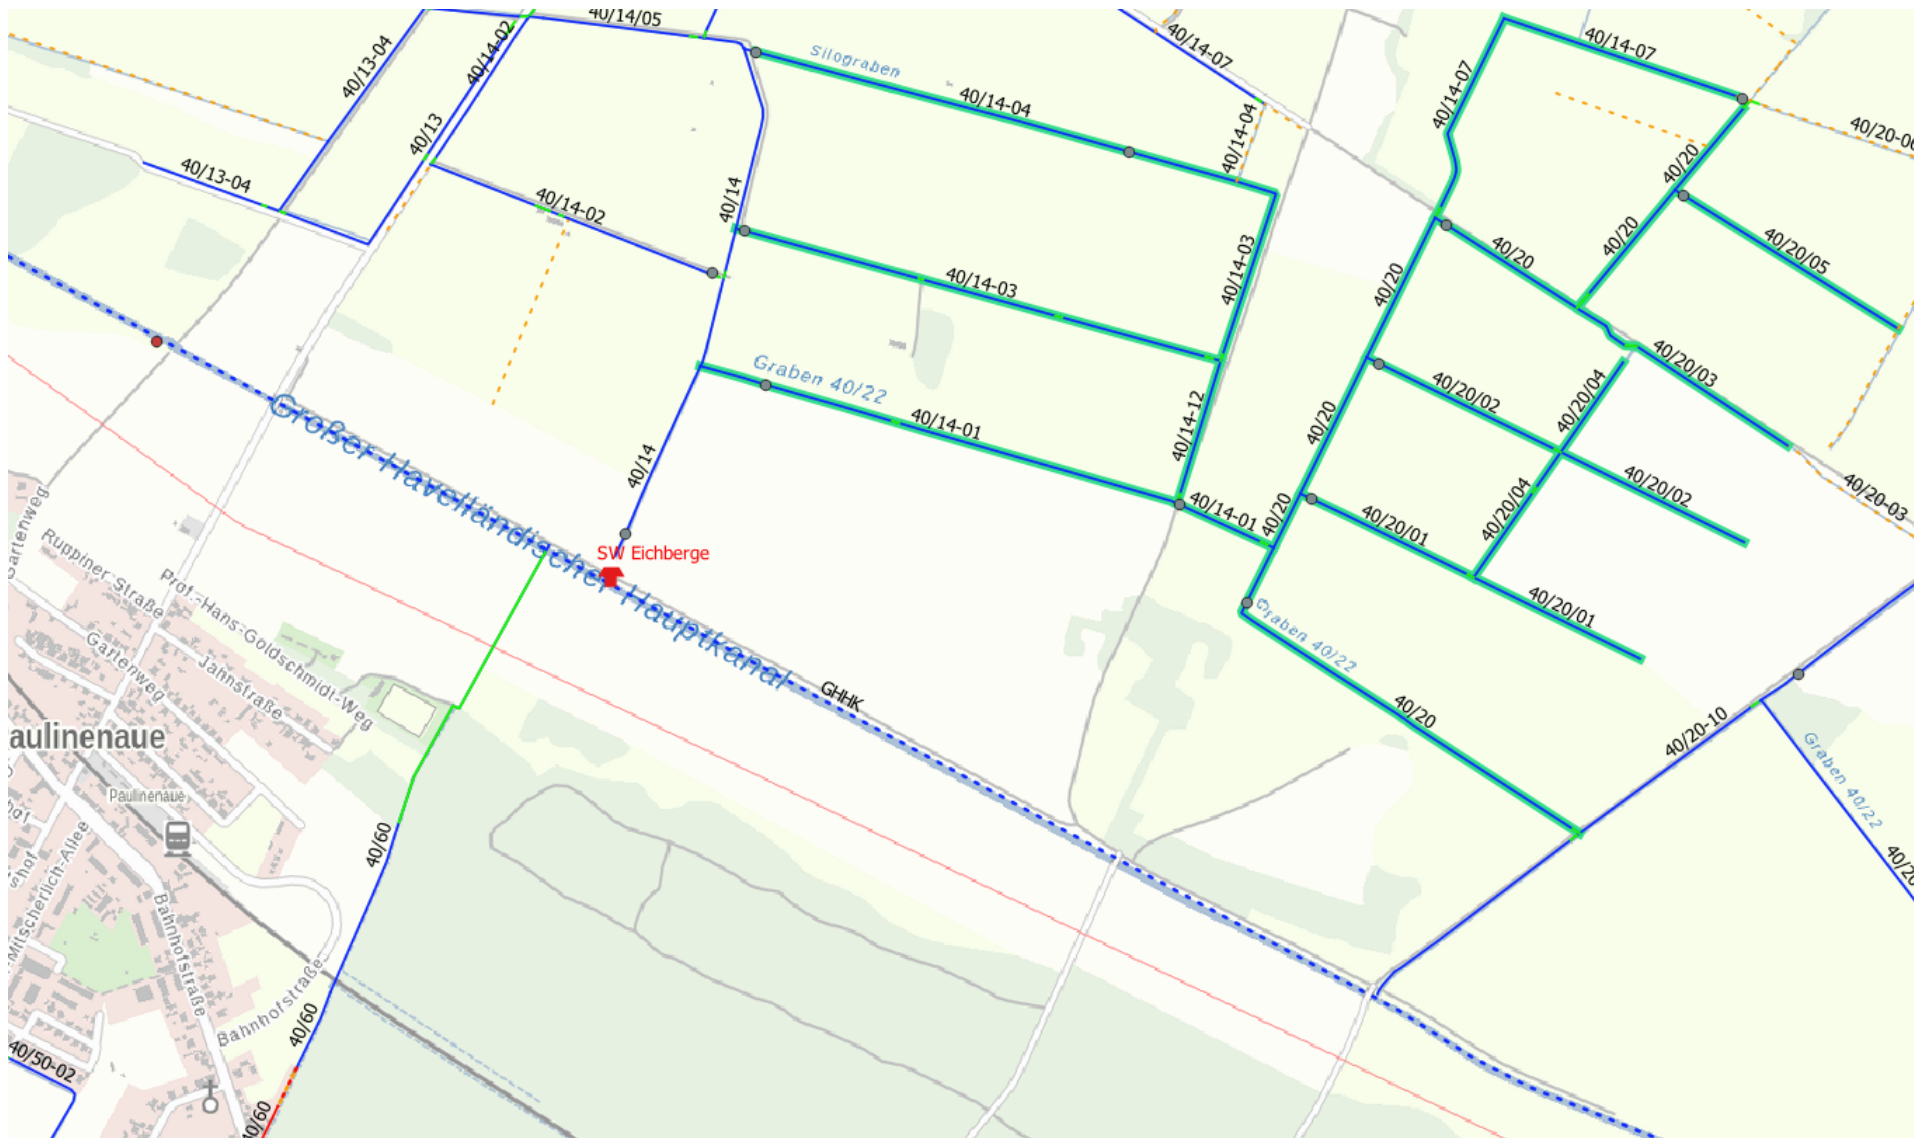 40/14/05
40/13-04
40/14-02
40/14-07
40/14-07
40/14-07
Silograben
40/14-04
40/14-04
40/13
40/20-06
40/20
40/13-04
40/14-02
40/14
40/20
40/20
40/20/05
40/14-03
40/14-03
40/20
40/20/03
Graben 40/22
40/14-01
40/14-12
40/20
40/20/02
40/20/04
40/20/02
40/20-03
Großer Havelländischer Hauptkanal
40/14
40/20/04
40/14-01
40/20
40/20/01
40/20/01
Gartenweg
SW Eichberge
Ruppiner Straße
Prof.-Hans-Goldschmidt-Weg
Gartenweg
Jahnstraße
Graben 40/22
GHHK
40/20
40/20-10
Graben 40/22
aulinenaue
Paulinenaue
40/60
Mitscherlich-Allee
Bahnhofstraße
Bahnhofstraße
40/60
40/50-02
40/60